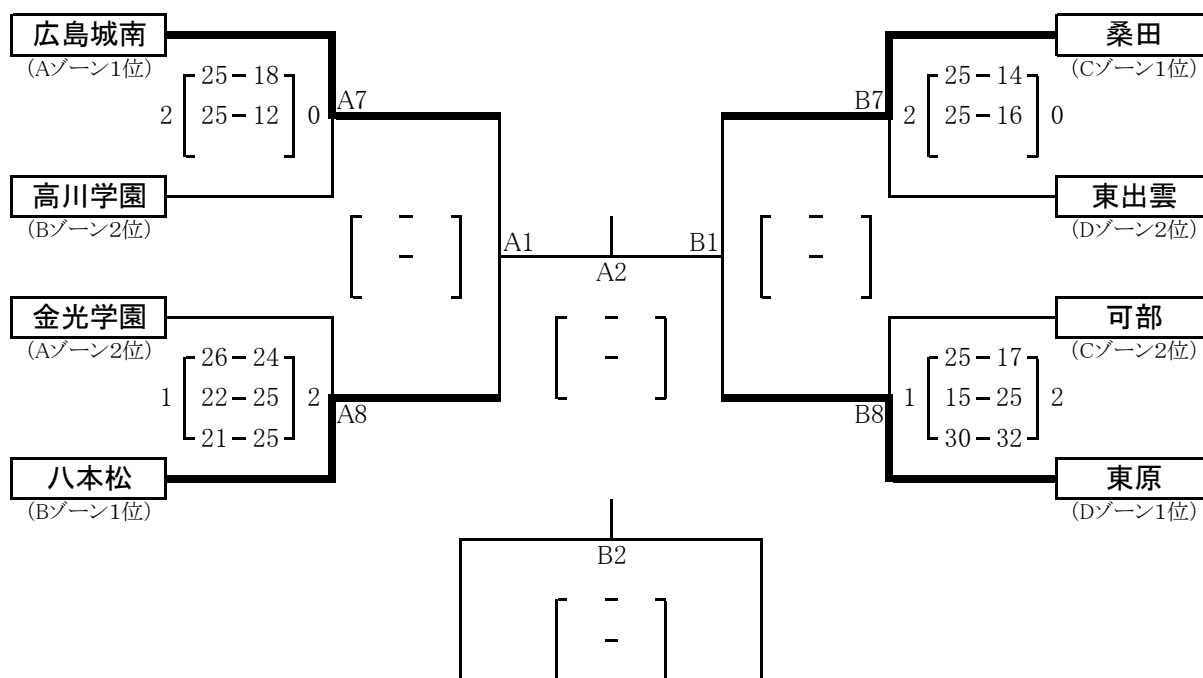 広島城南
(Aゾーン1位)
2 25－18 0
25－12
A7
高川学園
(Bゾーン2位)
－
－
A1
金光学園
(Aゾーン2位)
1 26－24 2
22－25
21－25
A8
八本松
(Bゾーン1位)
A2
－
－
B2
－
－
桑田
(Cゾーン1位)
B7
2 25－14 0
25－16
東出雲
(Dゾーン2位)
B1
－
－
可部
(Cゾーン2位)
B8
1 25－17 2
15－25
30－32
東原
(Dゾーン1位)